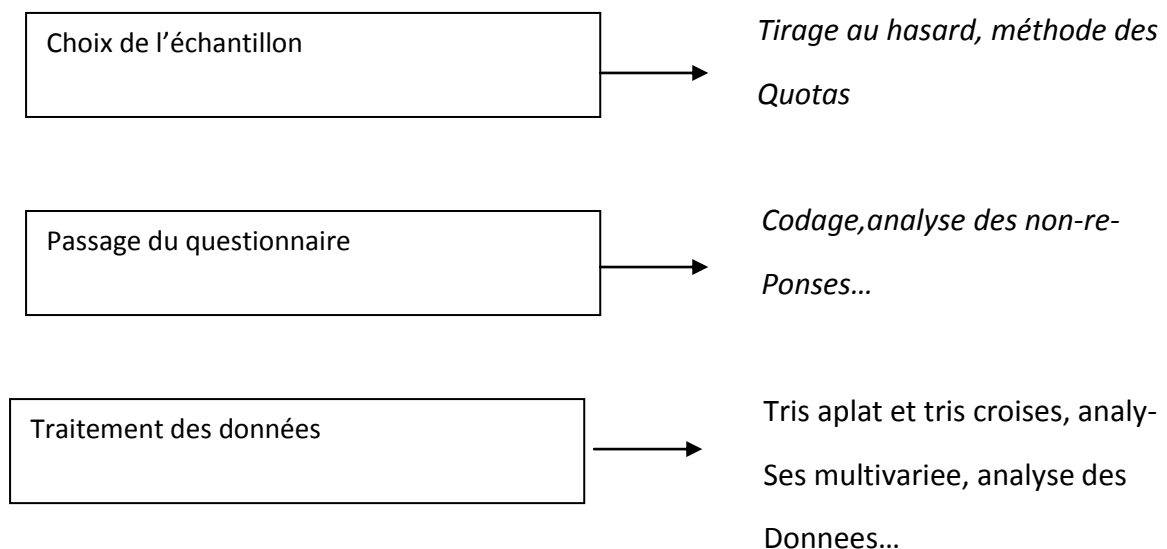 Choix de l’échantillon
Tirage au hasard, méthode des
Quotas
Passage du questionnaire
Codage,analyse des non-re-
Ponses…
Traitement des données
Tris aplat et tris croises, analy-
Ses multivariee, analyse des
Donnees…